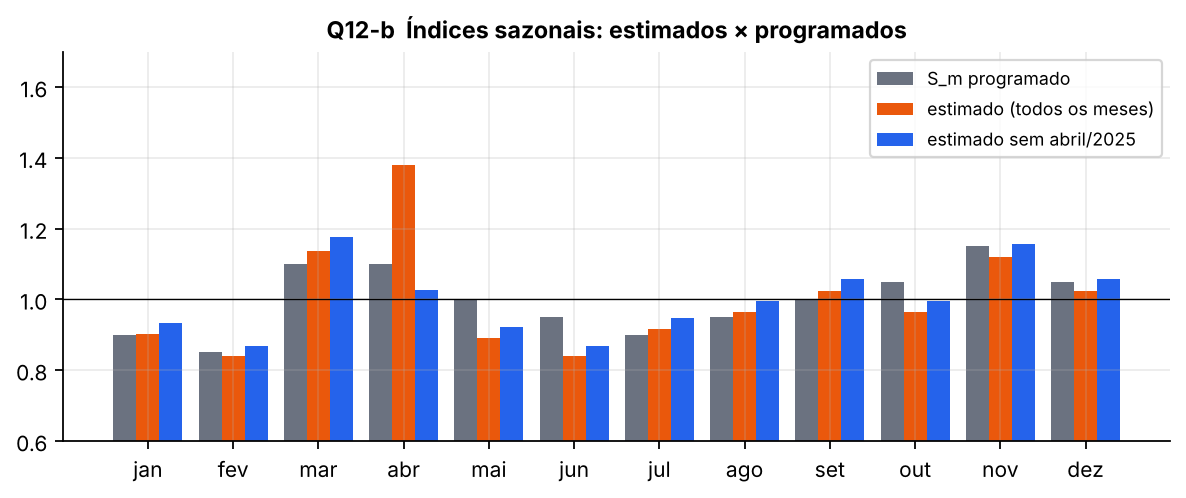 Q12-b Índices sazonais: estimados × programados
S_m programado
estimado (todos os meses)
estimado sem abril/2025
1.6
1.4
1.2
1.0
0.8
0.6
jan fev mar abr mai jun jul ago set out nov dez